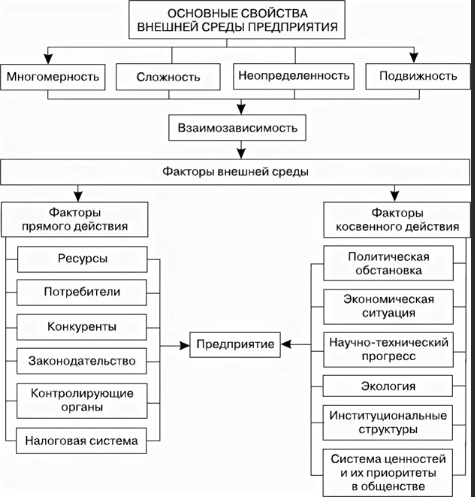 ОСНОВНЫЕ СВОЙСТВА
ВНЕШНЕЙ СРЕДЫ ПРЕДПРИЯТИЯ
Многомерность
Сложность
Неопределенность
Подвижность
Взаимозависимость
Факторы внешней среды
Факторы
прямого действия
Факторы
косвенного действия
Ресурсы
Потребители
Конкуренты
Законодательство
Контролирующие
органы
Налоговая система
Предприятие
Политическая
обстановка
Экономическая
ситуация
Научно-технический
прогресс
Экология
Институциональные
структуры
Система ценностей
и их приоритеты
в общенстве